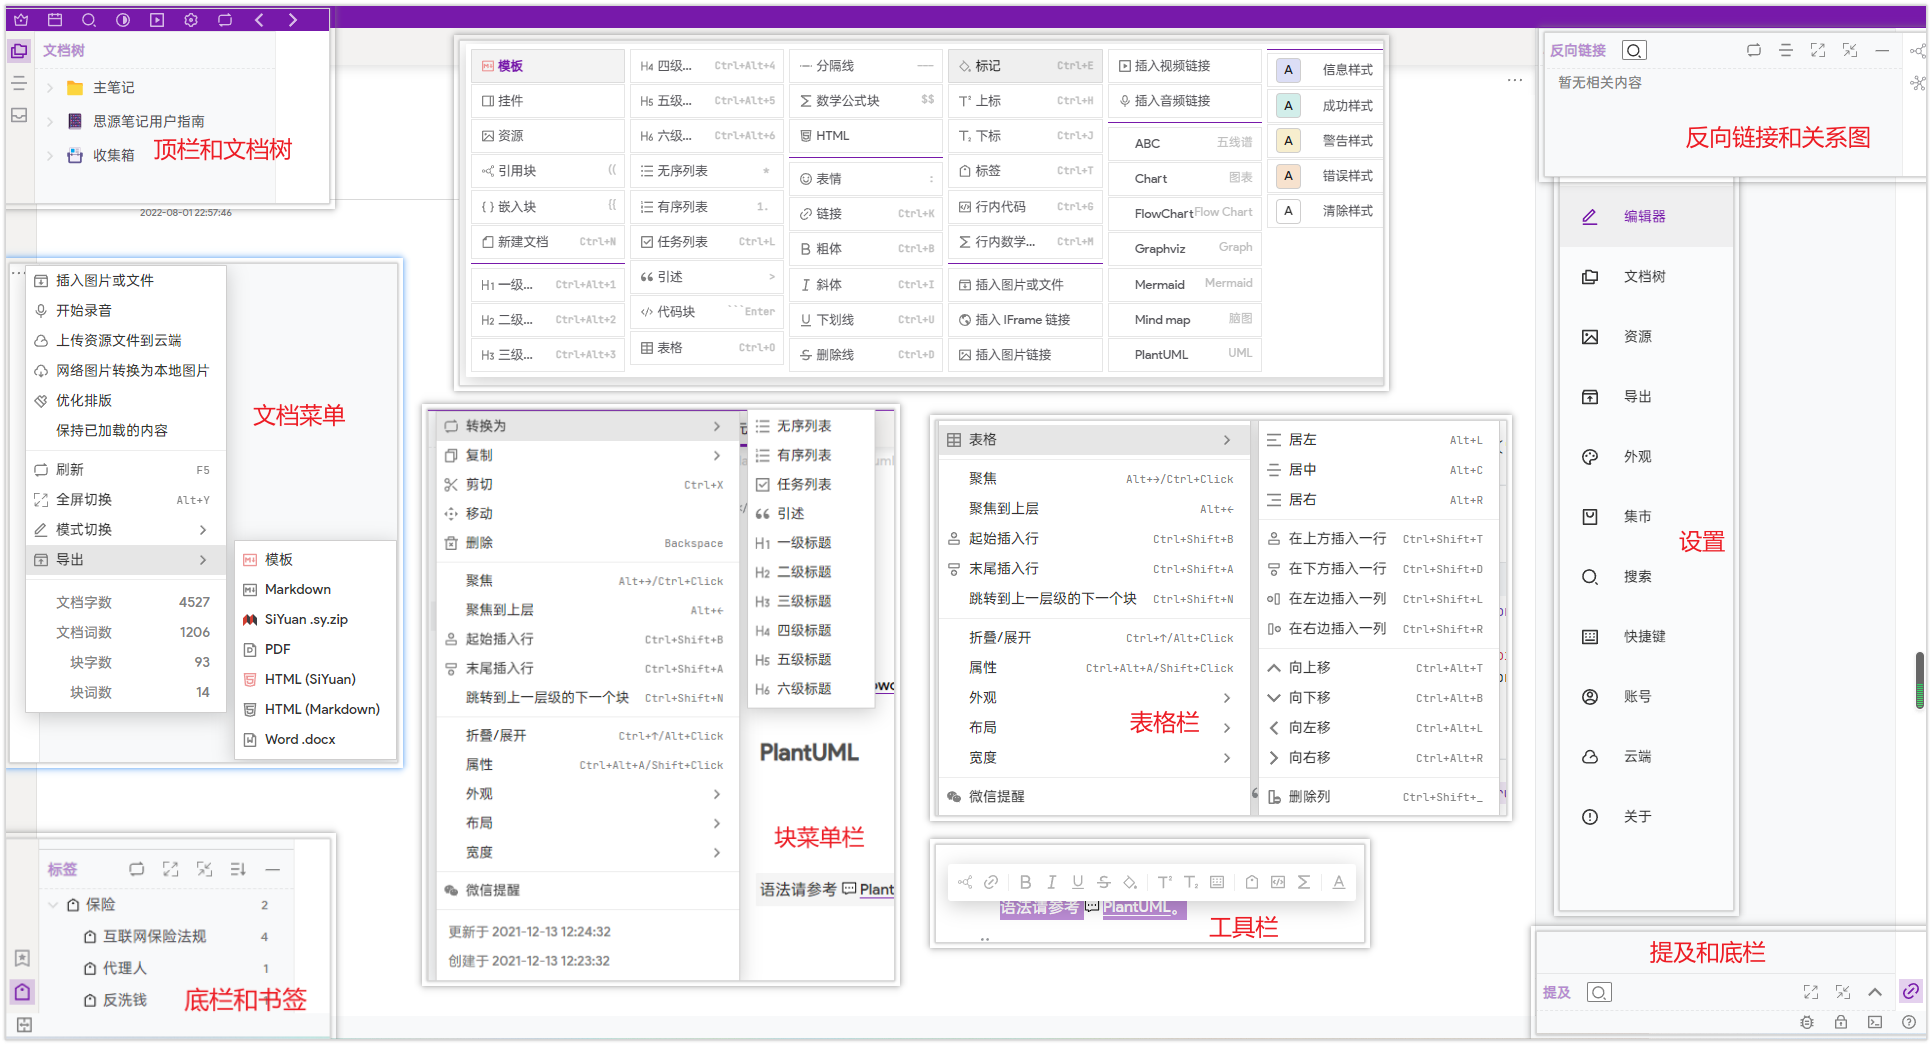 文档树
主笔记
思源笔记用户指南
收集箱
顶栏和文档树
2022-08-01 22:57:46
插入图片或文件
开始录音
上传资源文件到云端
网络图片转换为本地图片
优化排版
保持已加载的内容
刷新 F5
全屏切换 Alt+Y
模式切换
导出
文档字数 4527
文档词数 1206
块字数 93
块词数 14
文档菜单
模板
Markdown
SiYuan .sy.zip
PDF
HTML (SiYuan)
HTML (Markdown)
Word .docx
标签
保险 2
互联网保险法规 4
代理人 1
反洗钱
底栏和书签
模板
挂件
资源
引用块 ((
嵌入块 {{
新建文档 Ctrl+N
H1 一级... Ctrl+Alt+1
H2 二级... Ctrl+Alt+2
H3 三级... Ctrl+Alt+3
H4 四级... Ctrl+Alt+4
H5 五级... Ctrl+Alt+5
H6 六级... Ctrl+Alt+6
无序列表 *
有序列表 1.
任务列表 Ctrl+L
引述 >
代码块 ```Enter
表格 Ctrl+O
分隔线 ---
数学公式块 $$
HTML
表情 :
链接 Ctrl+K
B 粗体 Ctrl+B
I 斜体 Ctrl+I
U 下划线 Ctrl+U
S 删除线 Ctrl+D
标记 Ctrl+E
上标 Ctrl+H
下标 Ctrl+J
标签 Ctrl+T
行内代码 Ctrl+G
行内数学... Ctrl+M
插入图片或文件
插入 IFrame 链接
插入图片链接
插入视频链接
插入音频链接
ABC 五线谱
Chart 图表
FlowChart Flow Chart
Graphviz Graph
Mermaid Mermaid
Mind map 脑图
PlantUML UML
A 信息样式
A 成功样式
A 警告样式
A 错误样式
A 清除样式
转换为
复制
剪切 Ctrl+X
移动
删除 Backspace
聚焦 Alt+→/Ctrl+Click
聚焦到上层 Alt+←
起始插入行 Ctrl+Shift+B
末尾插入行 Ctrl+Shift+A
跳转到上一层级的下一个块 Ctrl+Shift+N
折叠/展开 Ctrl+↑/Alt+Click
属性 Ctrl+Alt+A/Shift+Click
外观
布局
宽度
微信提醒
更新于 2021-12-13 12:24:32
创建于 2021-12-13 12:23:32
无序列表
有序列表
任务列表
引述
H1 一级标题
H2 二级标题
H3 三级标题
H4 四级标题
H5 五级标题
H6 六级标题
PlantUML
块菜单栏
语法请参考 Plant
表格
聚焦 Alt+→/Ctrl+Click
聚焦到上层 Alt+←
起始插入行 Ctrl+Shift+B
末尾插入行 Ctrl+Shift+A
跳转到上一层级的下一个块 Ctrl+Shift+N
折叠/展开 Ctrl+↑/Alt+Click
属性 Ctrl+Alt+A/Shift+Click
外观
布局
宽度
微信提醒
表格栏
居左 Alt+L
居中 Alt+C
居右 Alt+R
在上方插入一行 Ctrl+Shift+T
在下方插入一行 Ctrl+Shift+D
在左边插入一列 Ctrl+Shift+L
在右边插入一列 Ctrl+Shift+R
向上移 Ctrl+Alt+T
向下移 Ctrl+Alt+B
向左移 Ctrl+Alt+L
向右移 Ctrl+Alt+R
删除列 Ctrl+Shift+_
语法请参考 PlantUML。
工具栏
反向链接
暂无相关内容
反向链接和关系图
编辑器
文档树
资源
导出
外观
集市
搜索
快捷键
账号
云端
关于
设置
提及和底栏
提及